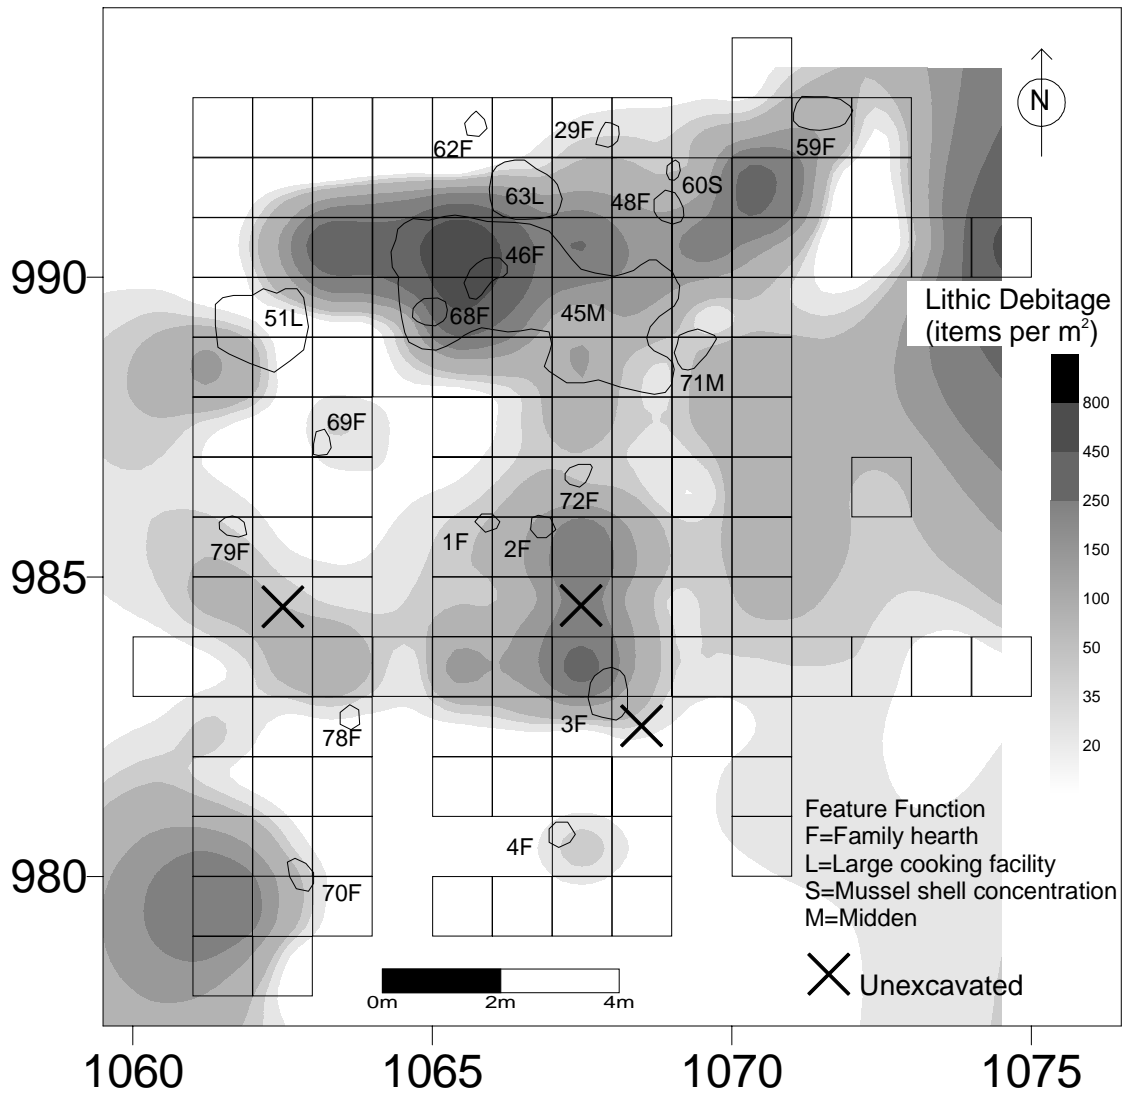 N
29F
62F
59F
60S
63L
48F
46F
990
Lithic Debitage
(items per m²)
51L
68F
45M
71M
800
69F
450
72F
250
1F
2F
79F
150
985
100
50
35
3F
78F
20
Feature Function
F=Family hearth
4F
L=Large cooking facility
980
70F
S=Mussel shell concentration
M=Midden
Unexcavated
0m
2m
4m
1060
1065
1070
1075